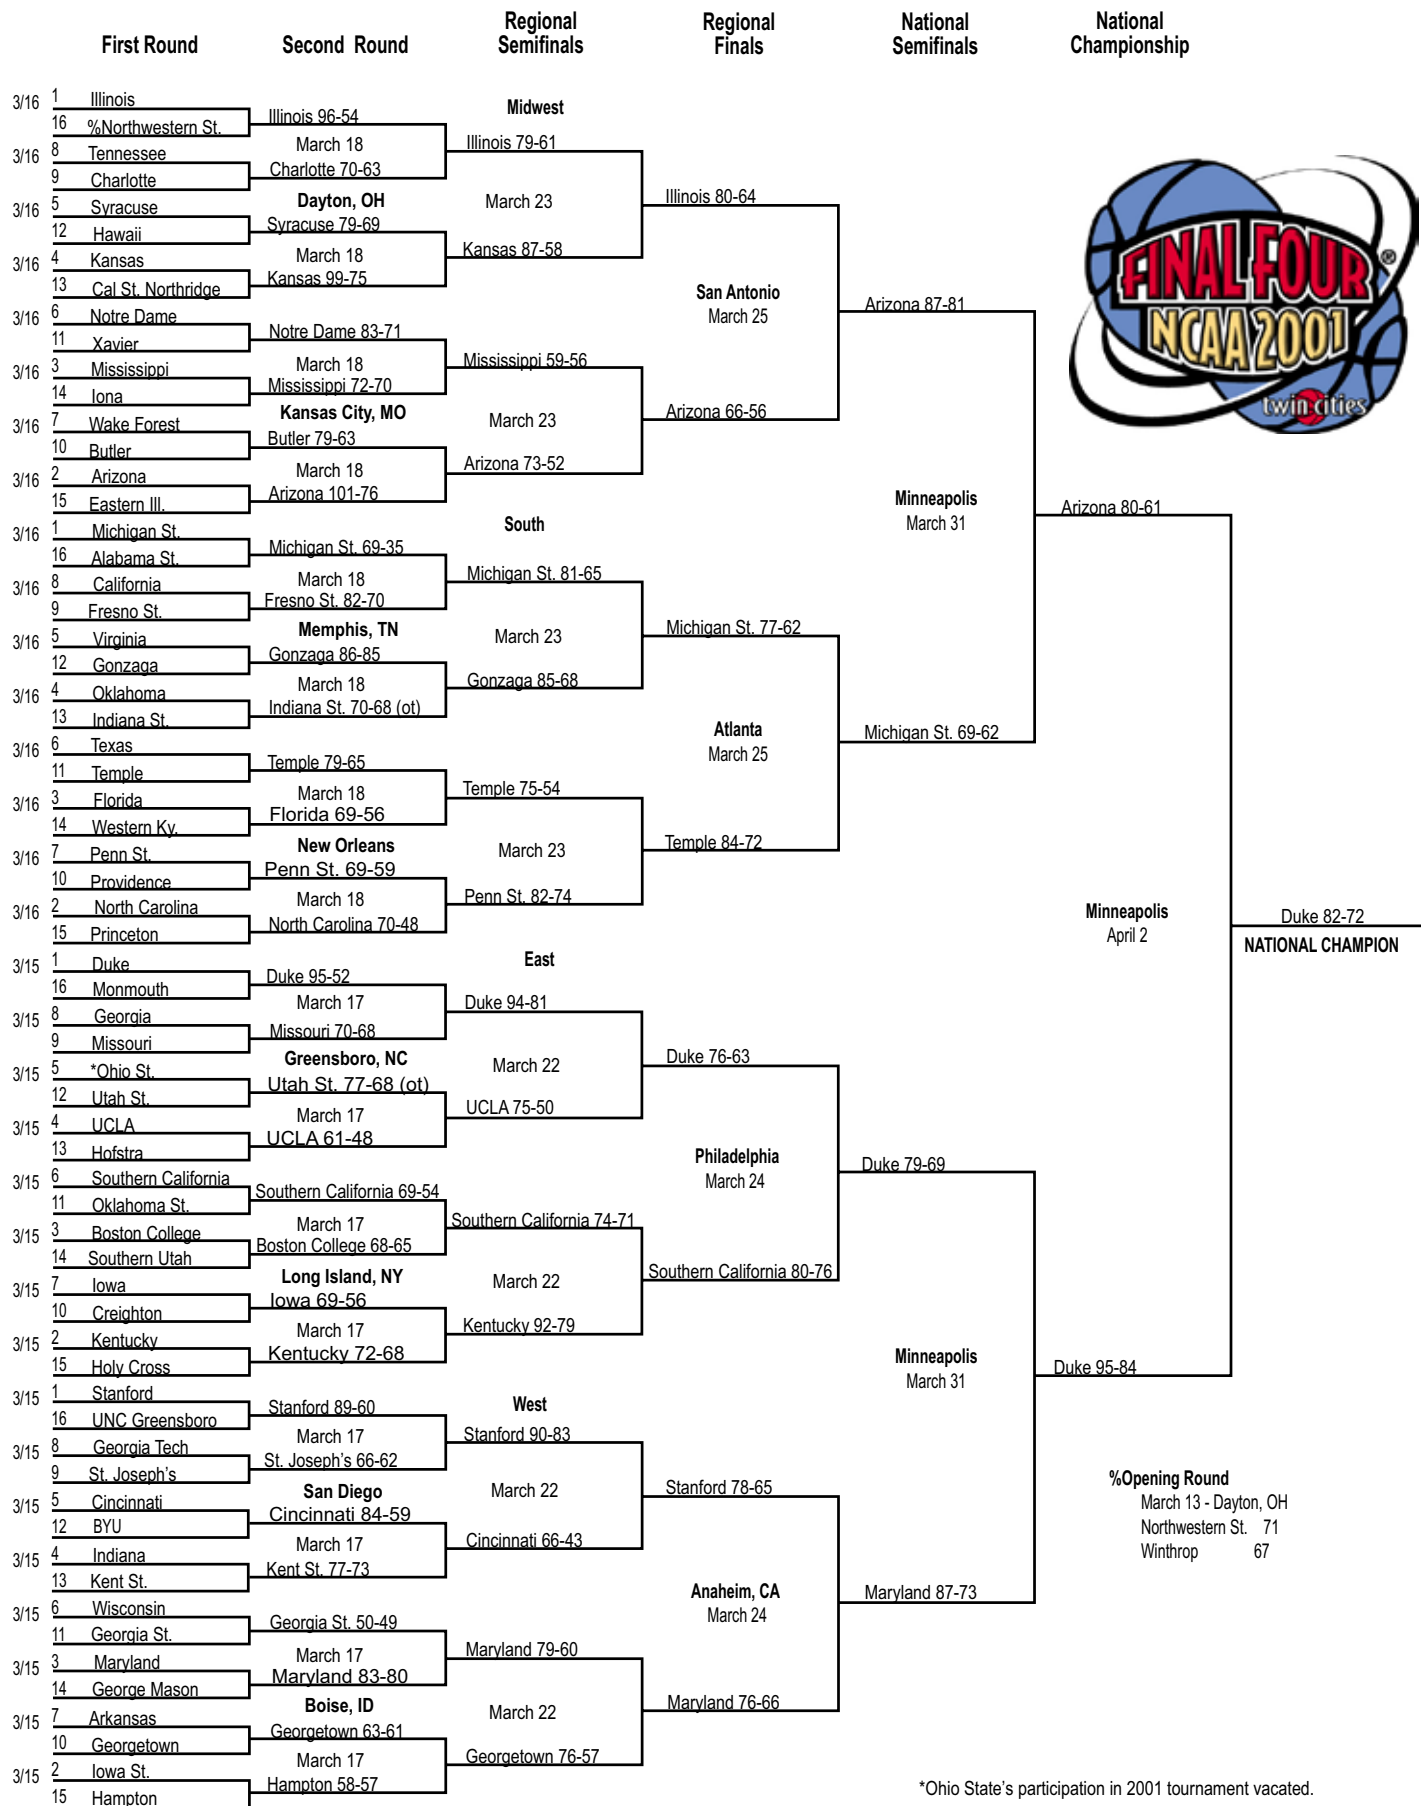 First Round
Second Round
Regional
Semifinals
Regional
Finals
National
Semifinals
National
Championship
3/16 1 Illinois
16 %Northwestern St.
3/16 8 Tennessee
9 Charlotte
3/16 5 Syracuse
12 Hawaii
3/16 4 Kansas
13 Cal St. Northridge
3/16 6 Notre Dame
11 Xavier
3/16 3 Mississippi
14 Iona
3/16 7 Wake Forest
10 Butler
3/16 2 Arizona
15 Eastern Ill.
3/16 1 Michigan St.
16 Alabama St.
3/16 8 California
9 Fresno St.
3/16 5 Virginia
12 Gonzaga
3/16 4 Oklahoma
13 Indiana St.
3/16 6 Texas
11 Temple
3/16 3 Florida
14 Western Ky.
3/16 7 Penn St.
10 Providence
3/16 2 North Carolina
15 Princeton
3/15 1 Duke
16 Monmouth
3/15 8 Georgia
9 Missouri
3/15 5 *Ohio St.
12 Utah St.
3/15 4 UCLA
13 Hofstra
3/15 6 Southern California
11 Oklahoma St.
3/15 3 Boston College
14 Southern Utah
3/15 7 Iowa
10 Creighton
3/15 2 Kentucky
15 Holy Cross
3/15 1 Stanford
16 UNC Greensboro
3/15 8 Georgia Tech
9 St. Joseph's
3/15 5 Cincinnati
12 BYU
3/15 4 Indiana
13 Kent St.
3/15 6 Wisconsin
11 Georgia St.
3/15 3 Maryland
14 George Mason
3/15 7 Arkansas
10 Georgetown
3/15 2 Iowa St.
15 Hampton
Illinois 96-54
March 18
Charlotte 70-63
Dayton, OH
Syracuse 79-69
March 18
Kansas 99-75
Notre Dame 83-71
March 18
Mississippi 72-70
Kansas City, MO
Butler 79-63
March 18
Arizona 101-76
Michigan St. 69-35
March 18
Fresno St. 82-70
Memphis, TN
Gonzaga 86-85
March 18
Indiana St. 70-68 (ot)
Temple 79-65
March 18
Florida 69-56
New Orleans
Penn St. 69-59
March 18
North Carolina 70-48
Duke 95-52
March 17
Missouri 70-68
Greensboro, NC
Utah St. 77-68 (ot)
March 17
UCLA 61-48
Southern California 69-54
March 17
Boston College 68-65
Long Island, NY
Iowa 69-56
March 17
Kentucky 72-68
Stanford 89-60
March 17
St. Joseph's 66-62
San Diego
Cincinnati 84-59
March 17
Kent St. 77-73
Georgia St. 50-49
March 17
Maryland 83-80
Boise, ID
Georgetown 63-61
March 17
Hampton 58-57
Midwest
Illinois 79-61
March 23
Kansas 87-58
Mississippi 59-56
March 23
Arizona 73-52
South
Michigan St. 81-65
March 23
Gonzaga 85-68
Temple 75-54
March 23
Penn St. 82-74
East
Duke 94-81
March 22
UCLA 75-50
Southern California 74-71
March 22
Kentucky 92-79
West
Stanford 90-83
March 22
Cincinnati 66-43
Maryland 79-60
March 22
Georgetown 76-57
Illinois 80-64
San Antonio
March 25
Arizona 66-56
Michigan St. 77-62
Atlanta
March 25
Temple 84-72
Duke 76-63
Philadelphia
March 24
Southern California 80-76
Stanford 78-65
Anaheim, CA
March 24
Maryland 76-66
Arizona 87-81
Minneapolis
March 31
Michigan St. 69-62
Duke 79-69
Minneapolis
March 31
Maryland 87-73
FINAL FOUR®
NCAA 2001
twin cities
Arizona 80-61
Minneapolis
April 2
Duke 95-84
Duke 82-72
NATIONAL CHAMPION
%Opening Round
March 13 - Dayton, OH
Northwestern St. 71
Winthrop 67
*Ohio State's participation in 2001 tournament vacated.